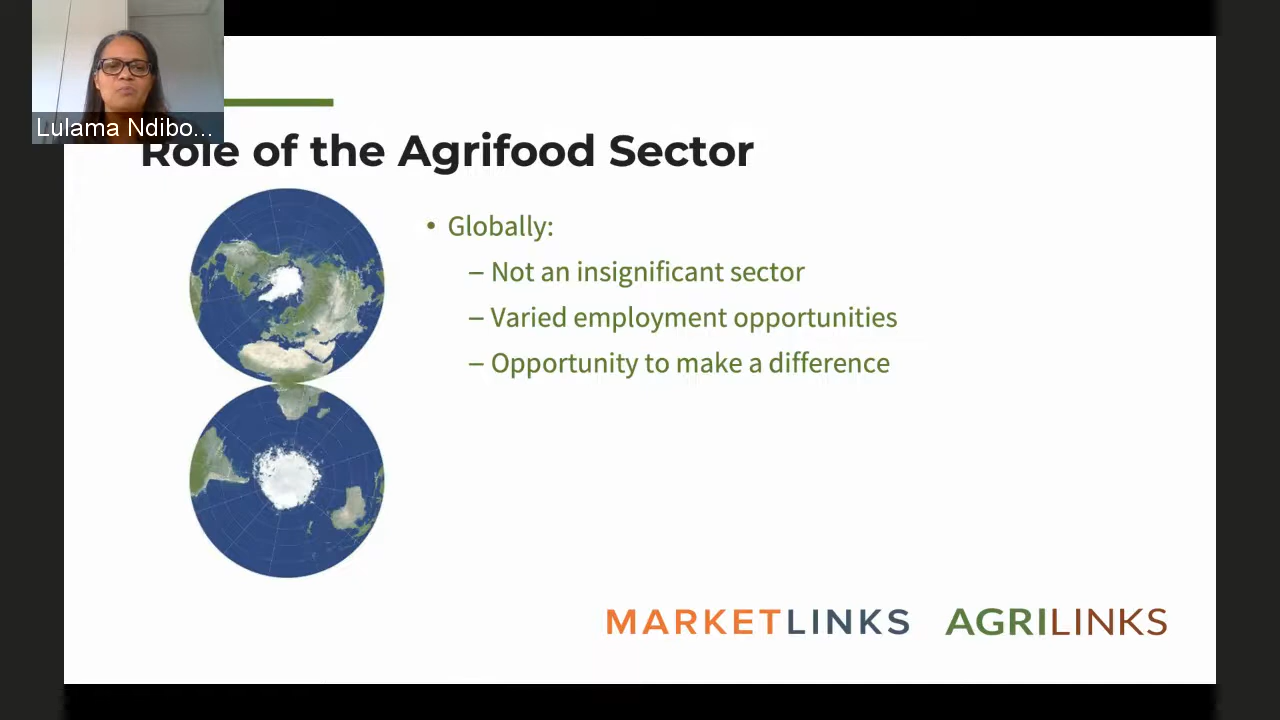 Lulama Ndibo...
Role of the Agrifood Sector
• Globally:
– Not an insignificant sector
– Varied employment opportunities
– Opportunity to make a difference
MARKETLINKS AGRILINKS